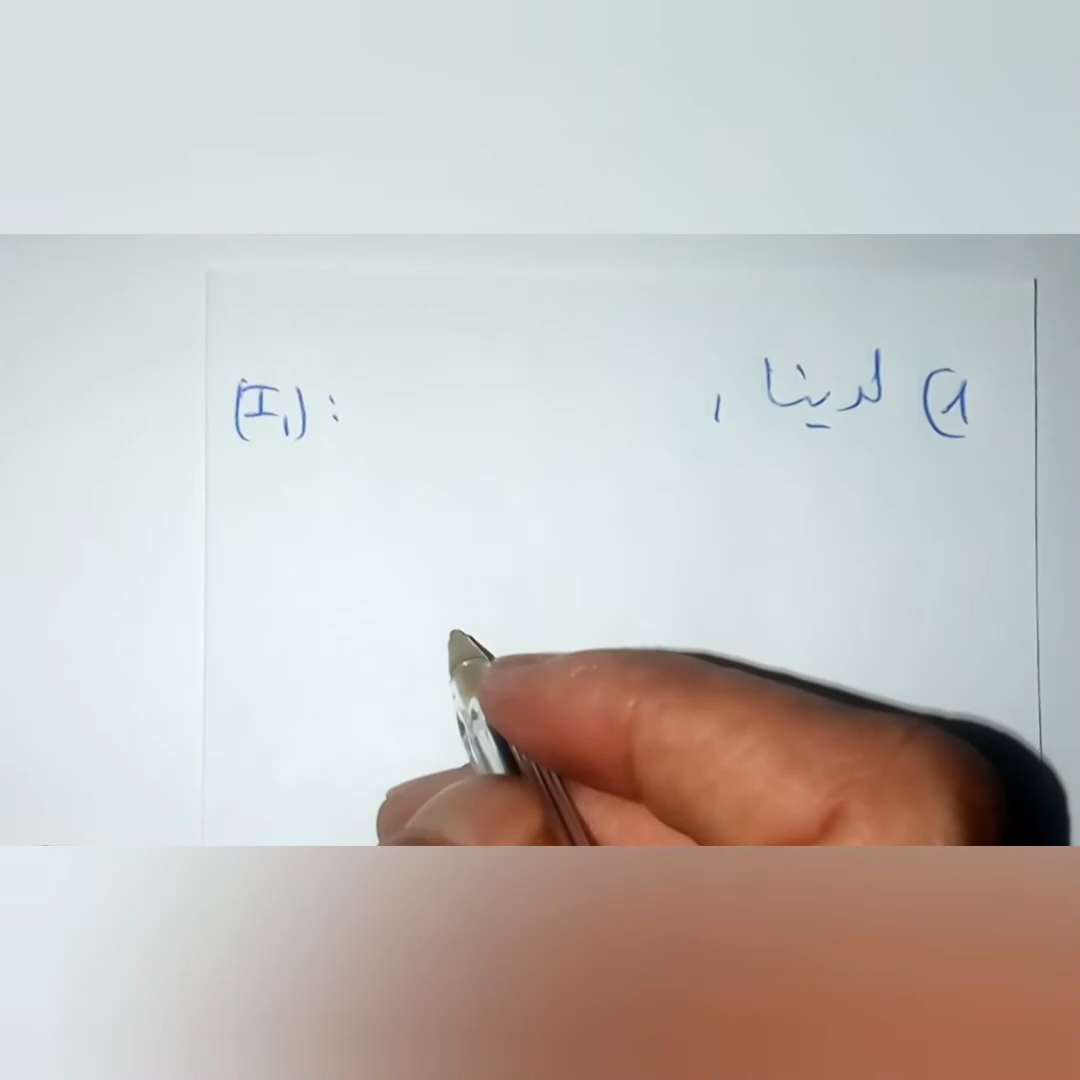 1) لدينا , (I₁) :